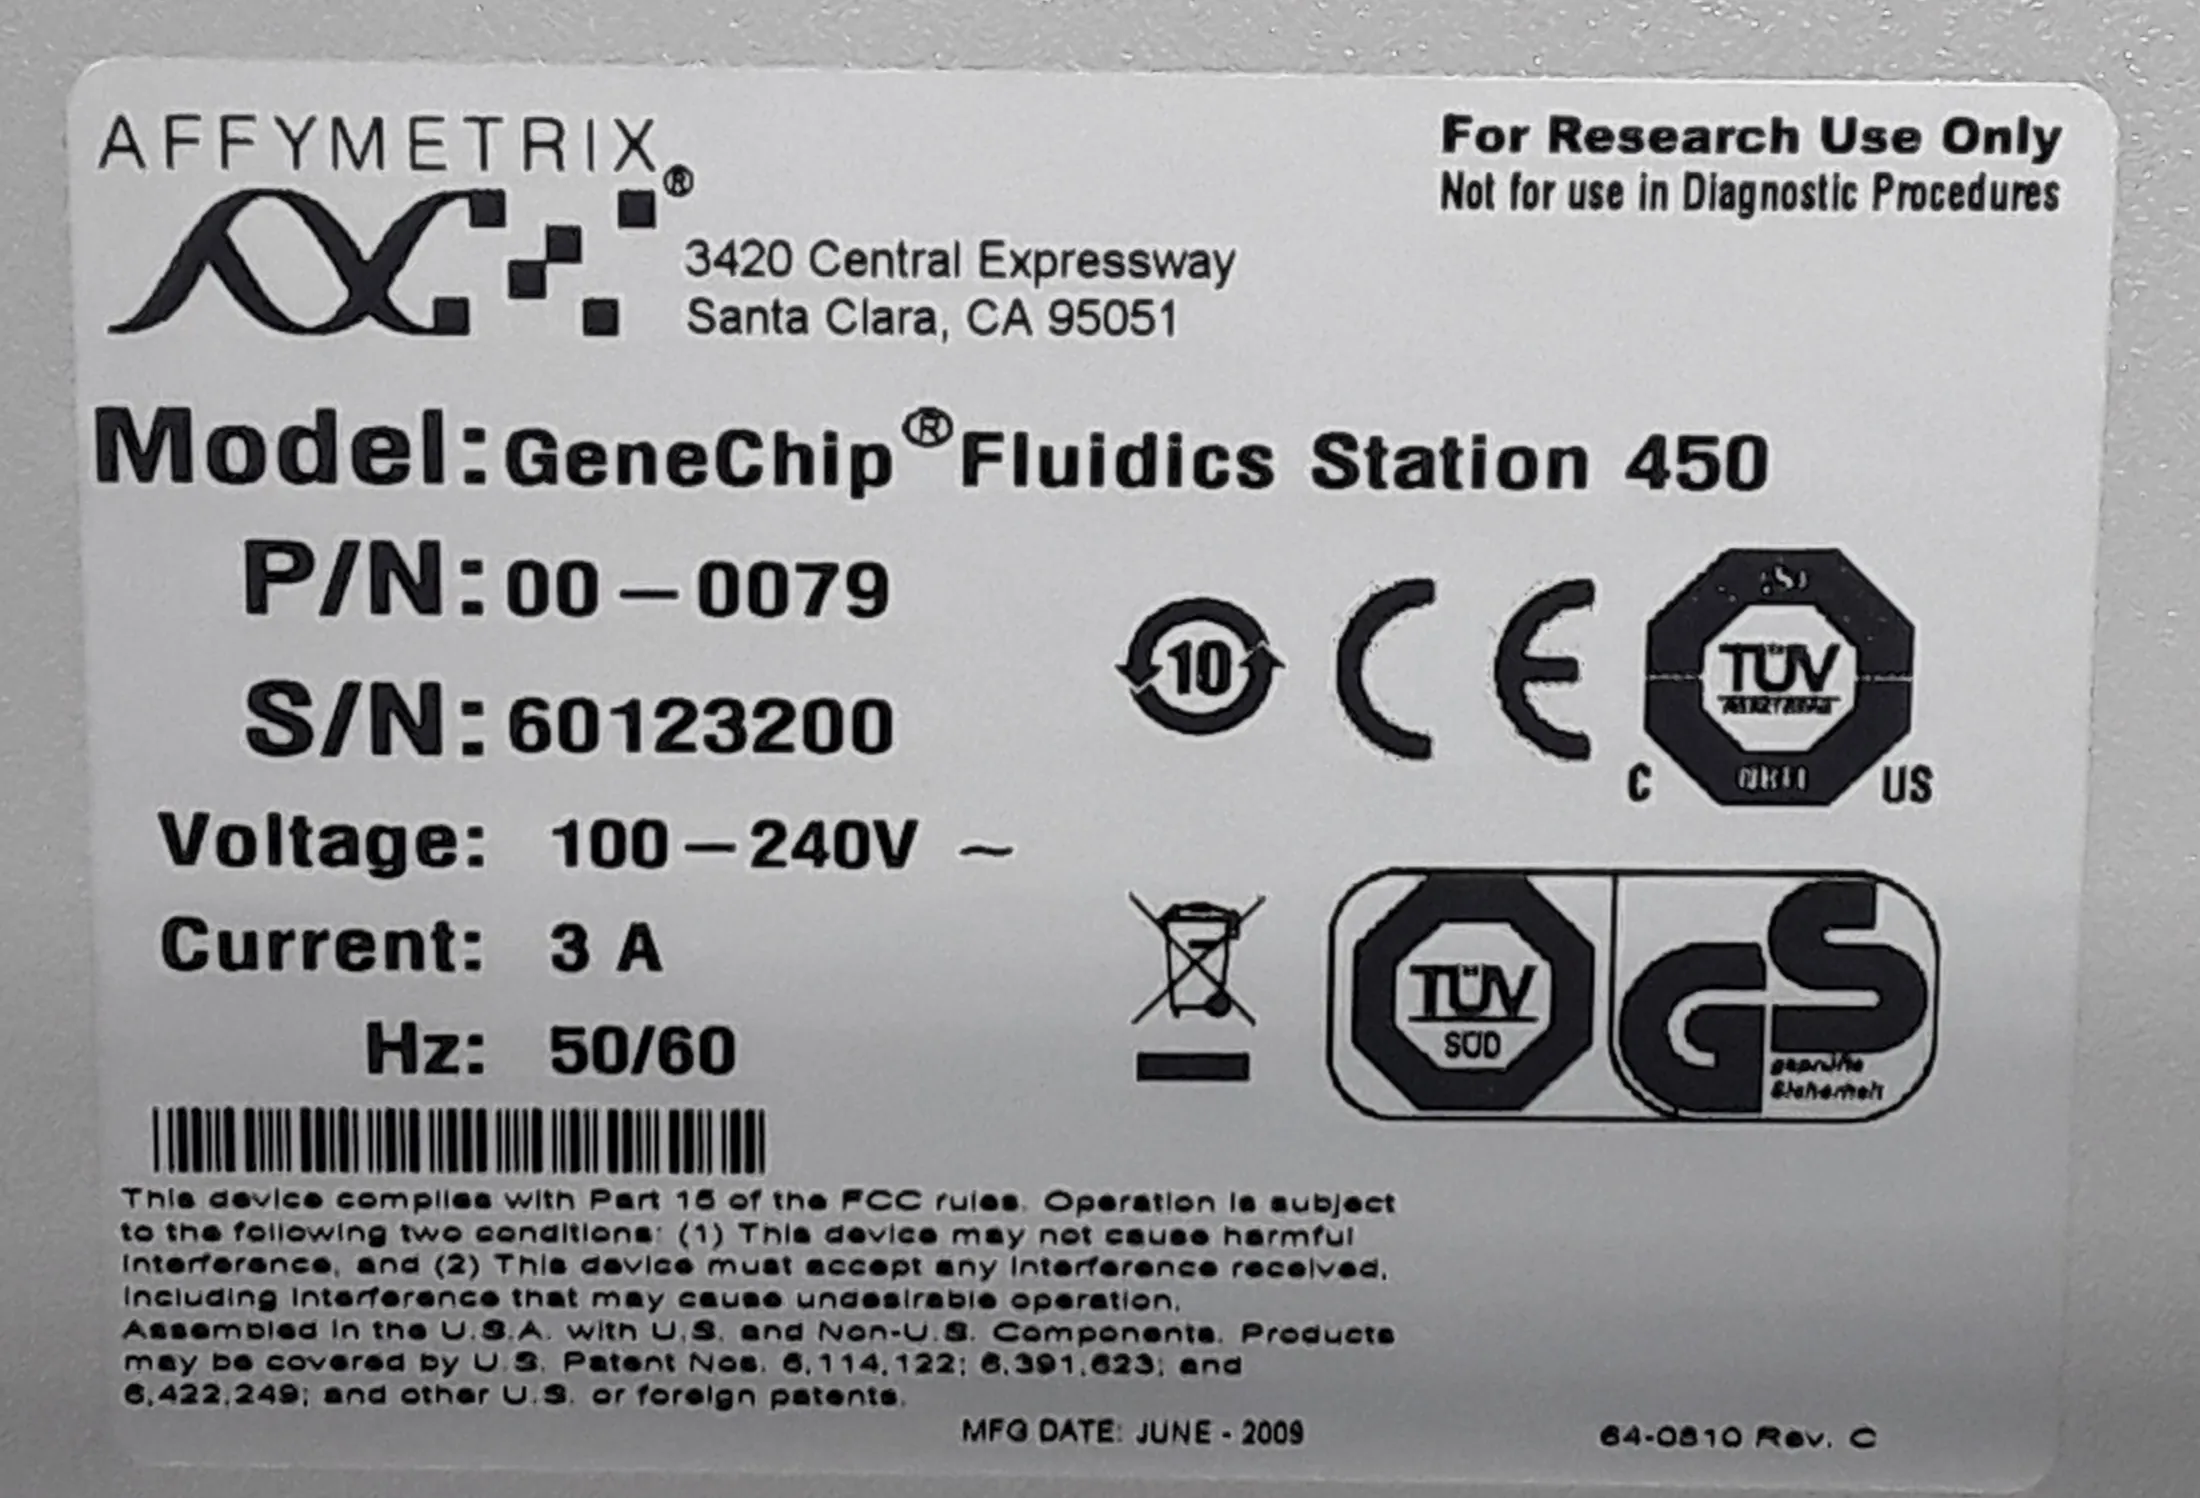 AFFYMETRIX®
For Research Use Only
Not for use in Diagnostic Procedures
3420 Central Expressway
Santa Clara, CA 95051
Model: GeneChip® Fluidics Station 450
P/N: 00-0079
S/N: 60123200
10
CE
TÜV
C
US
Voltage: 100-240V ~
Current: 3 A
Hz: 50/60
TÜV
SÜD
GS
geprüfte
Sicherheit
This device complies with Part 15 of the FCC rules. Operation is subject
to the following two conditions: (1) This device may not cause harmful
interference, and (2) This device must accept any interference received,
including interference that may cause undesirable operation.
Assembled in the U.S.A. with U.S. and Non-U.S. Components. Products
may be covered by U.S. Patent Nos. 6,114,122; 6,391,623; and
6,422,249; and other U.S. or foreign patents.
MFG DATE: JUNE - 2009
64-0810 Rev. C